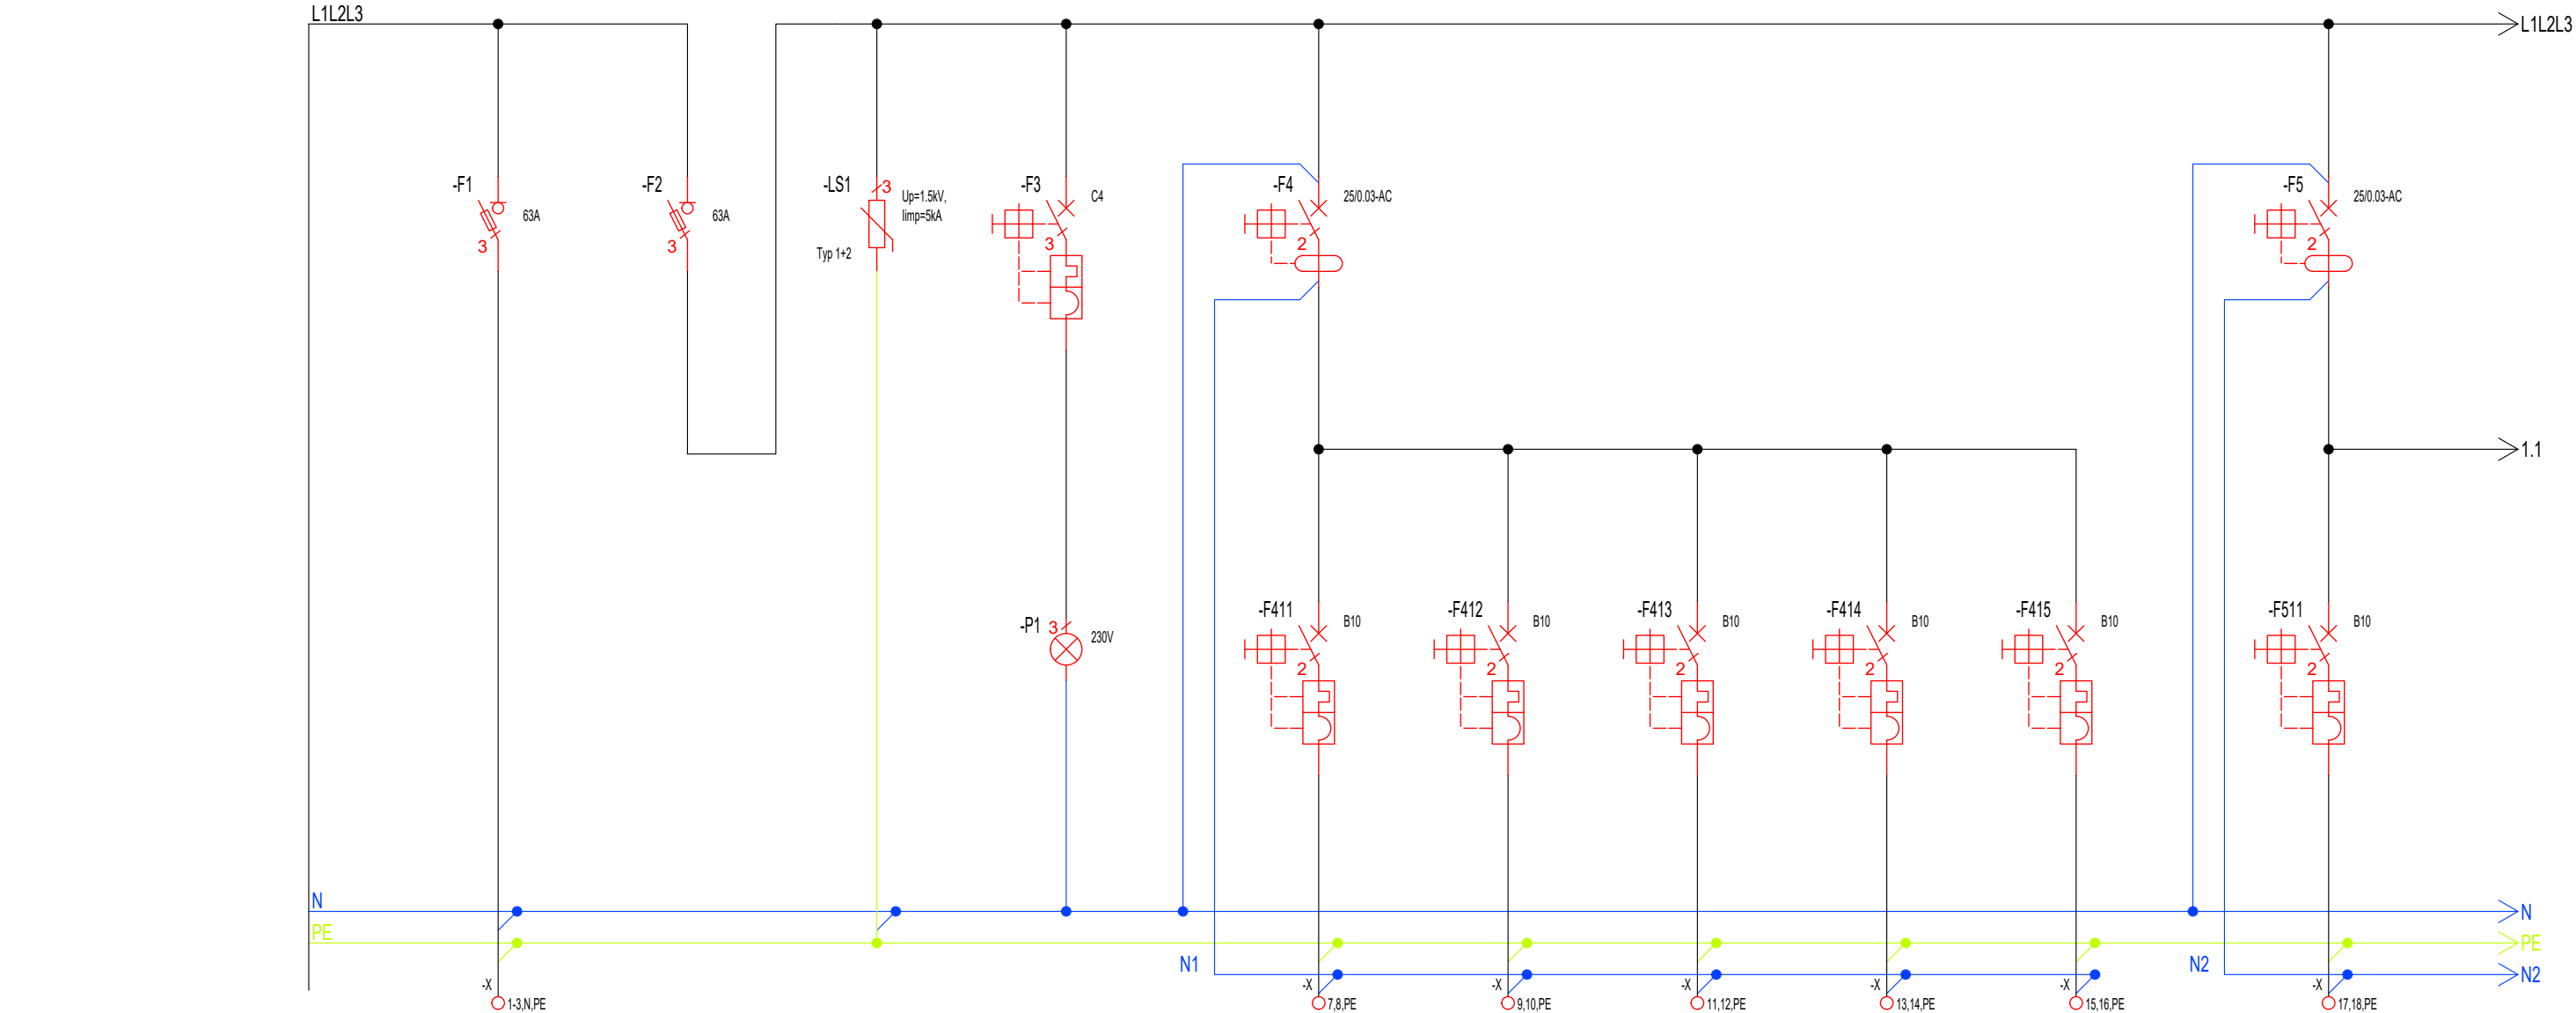 L1L2L3
L1L2L3
-F1
63A
3
-F2
63A
3
-LS1
3
Up=1.5kV,
Iimp=5kA
Typ 1+2
-F3
C4
3
-F4
25/0.03-AC
2
-F5
25/0.03-AC
2
1.1
-P1
3
230V
-F411
B10
2
-F412
B10
2
-F413
B10
2
-F414
B10
2
-F415
B10
2
-F511
B10
2
N
N
PE
PE
N1
N2
N2
-X
1-3,N,PE
-X
7,8,PE
-X
9,10,PE
-X
11,12,PE
-X
13,14,PE
-X
15,16,PE
-X
17,18,PE